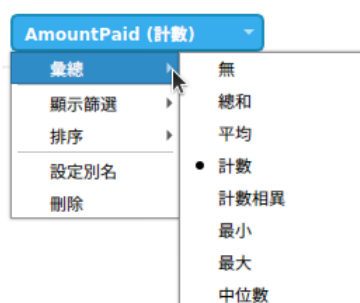 AmountPaid (計數)
彙總
顯示篩選
排序
設定別名
刪除
無
總和
平均
計數
計數相異
最小
最大
中位數